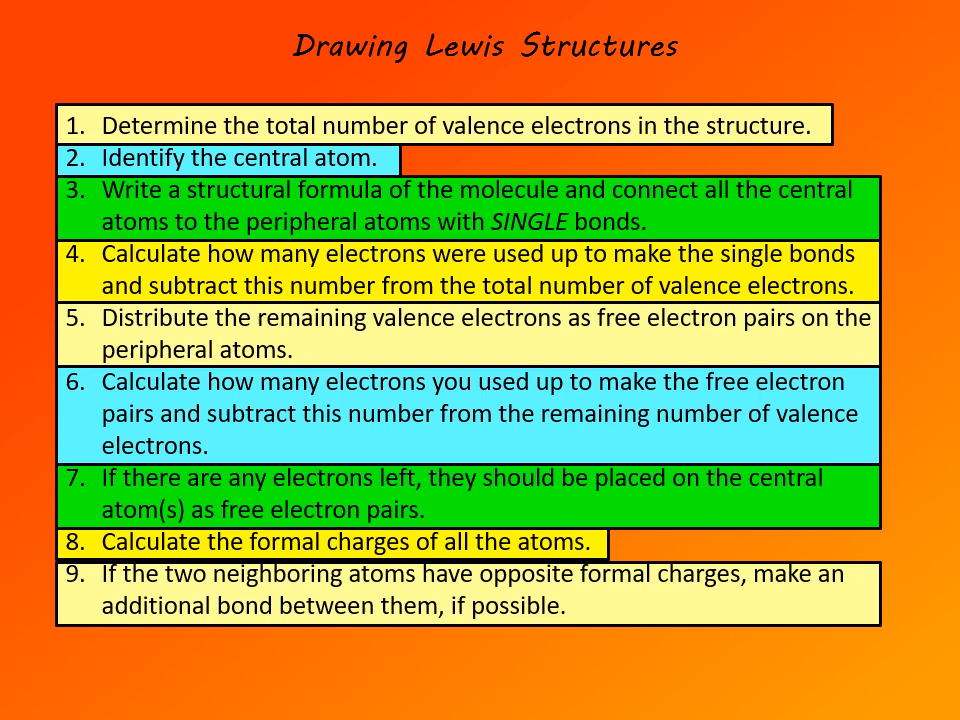 Drawing Lewis Structures
1. Determine the total number of valence electrons in the structure.
2. Identify the central atom.
3. Write a structural formula of the molecule and connect all the central
atoms to the peripheral atoms with SINGLE bonds.
4. Calculate how many electrons were used up to make the single bonds
and subtract this number from the total number of valence electrons.
5. Distribute the remaining valence electrons as free electron pairs on the
peripheral atoms.
6. Calculate how many electrons you used up to make the free electron
pairs and subtract this number from the remaining number of valence
electrons.
7. If there are any electrons left, they should be placed on the central
atom(s) as free electron pairs.
8. Calculate the formal charges of all the atoms.
9. If the two neighboring atoms have opposite formal charges, make an
additional bond between them, if possible.